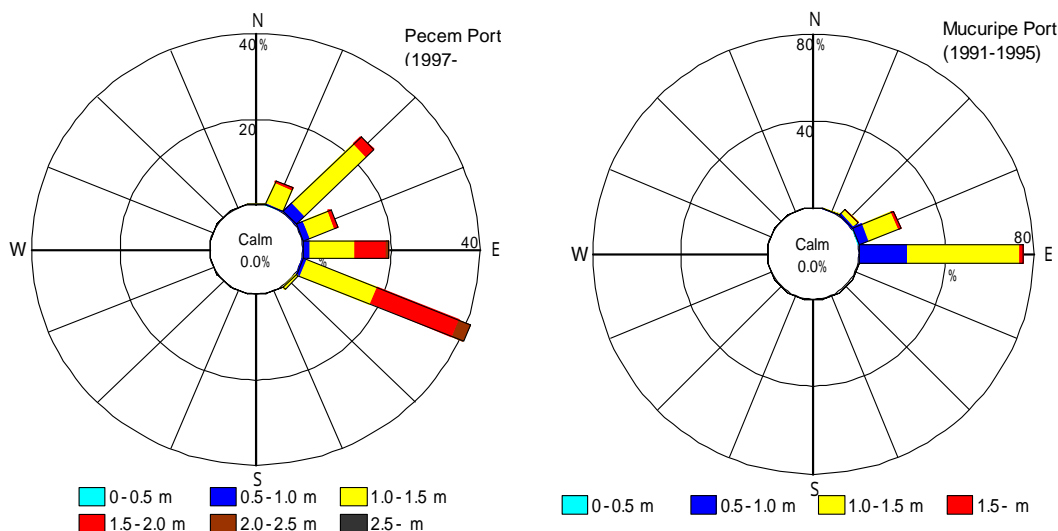 N
40%
Pecem Port
(1997-
20
Calm
0.0%
%
W
40
E
S
0-0.5 m
0.5-1.0 m
1.0-1.5 m
1.5-2.0 m
2.0-2.5 m
2.5- m
N
80%
Mucuripe Port
(1991-1995)
40
Calm
0.0%
%
W
80
E
S
0-0.5 m
0.5-1.0 m
1.0-1.5 m
1.5- m